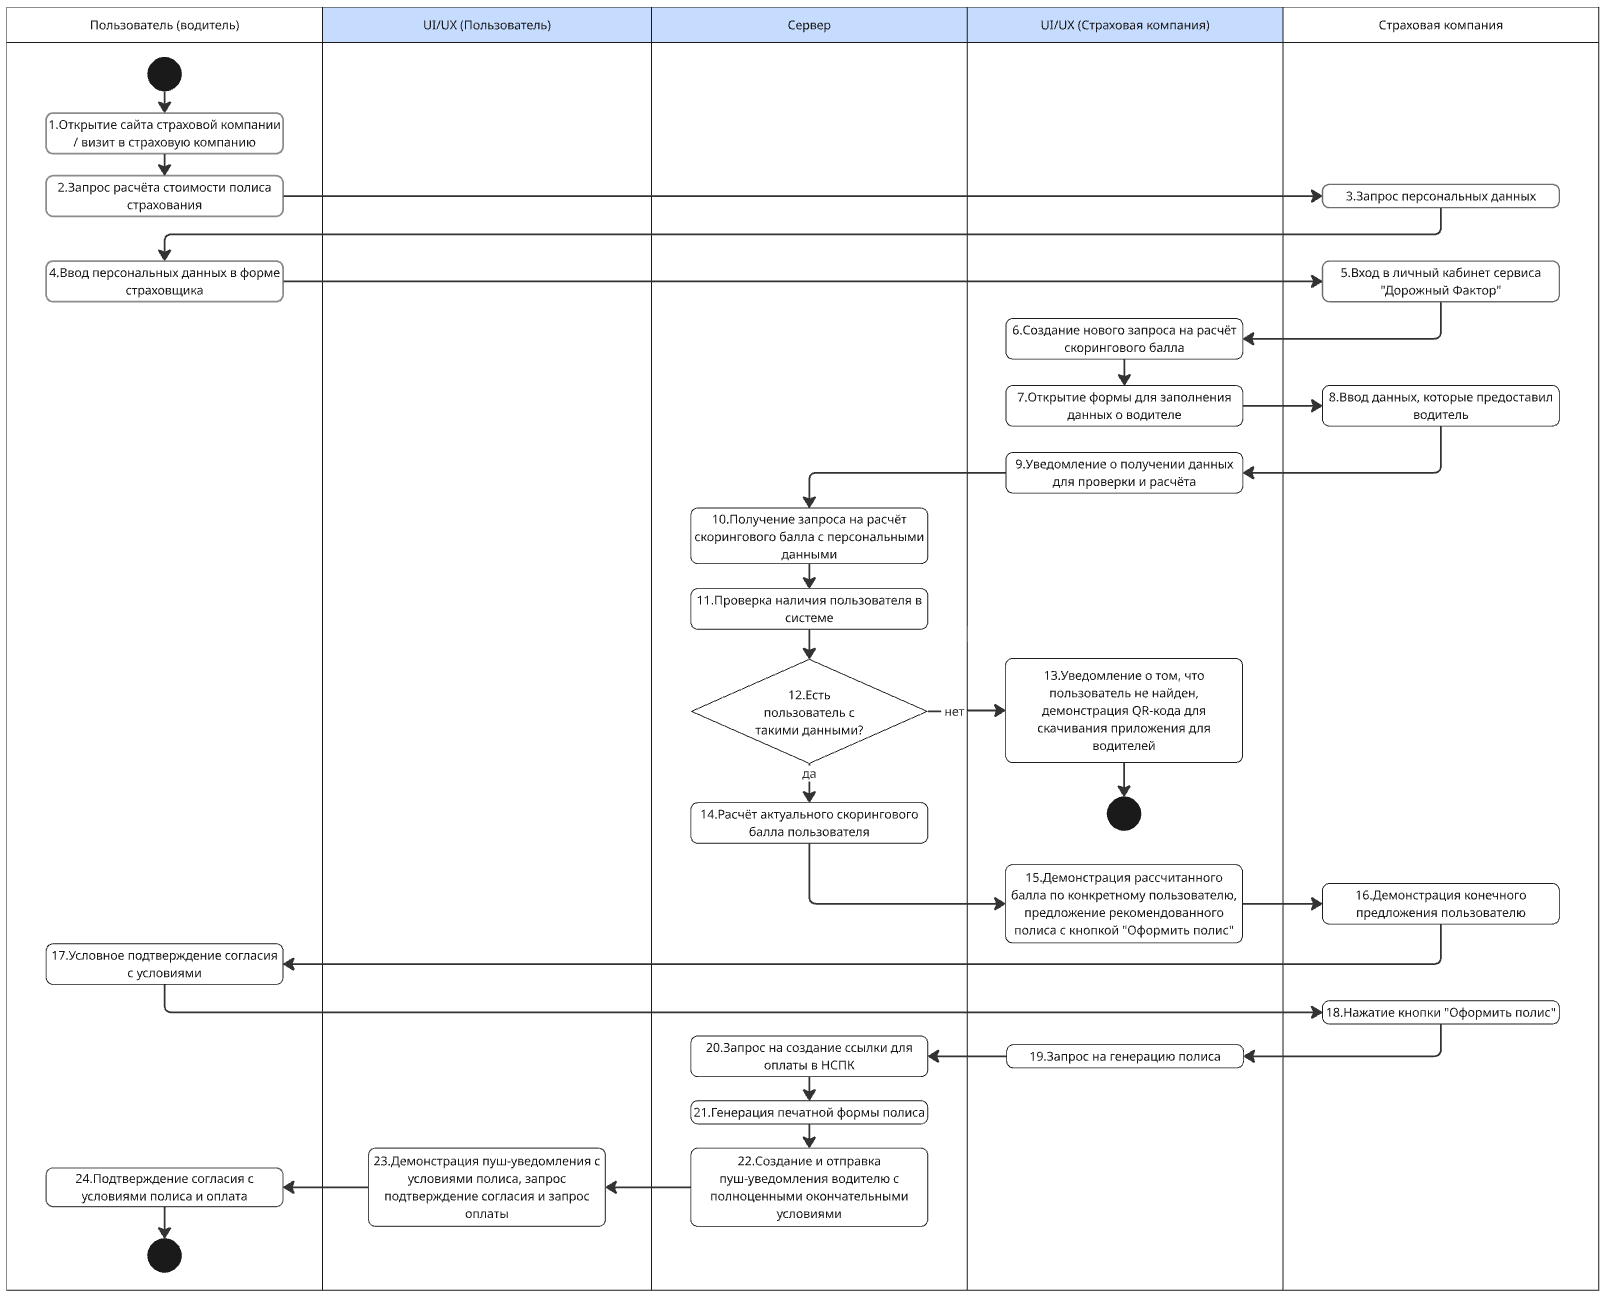 Пользователь (водитель)
UI/UX (Пользователь)
Сервер
UI/UX (Страховая компания)
Страховая компания
1.Открытие сайта страховой компании
/ визит в страховую компанию
2.Запрос расчёта стоимости полиса
страхования
3.Запрос персональных данных
4.Ввод персональных данных в форме
страховщика
5.Вход в личный кабинет сервиса
"Дорожный Фактор"
6.Создание нового запроса на расчёт
скорингового балла
7.Открытие формы для заполнения
данных о водителе
8.Ввод данных, которые предоставил
водитель
9.Уведомление о получении данных
для проверки и расчёта
10.Получение запроса на расчёт
скорингового балла с персональными
данными
11.Проверка наличия пользователя в
системе
12.Есть
пользователь с
такими данными?
нет
13.Уведомление о том, что
пользователь не найден,
демонстрация QR-кода для
скачивания приложения для
водителей
да
14.Расчёт актуального скорингового
балла пользователя
15.Демонстрация рассчитанного
балла по конкретному пользователю,
предложение рекомендованного
полиса с кнопкой "Оформить полис"
16.Демонстрация конечного
предложения пользователю
17.Условное подтверждение согласия
с условиями
18.Нажатие кнопки "Оформить полис"
19.Запрос на генерацию полиса
20.Запрос на создание ссылки для
оплаты в НСПК
21.Генерация печатной формы полиса
22.Создание и отправка
пуш-уведомления водителю с
полноценными окончательными
условиями
23.Демонстрация пуш-уведомления с
условиями полиса, запрос
подтверждение согласия и запрос
оплаты
24.Подтверждение согласия с
условиями полиса и оплата